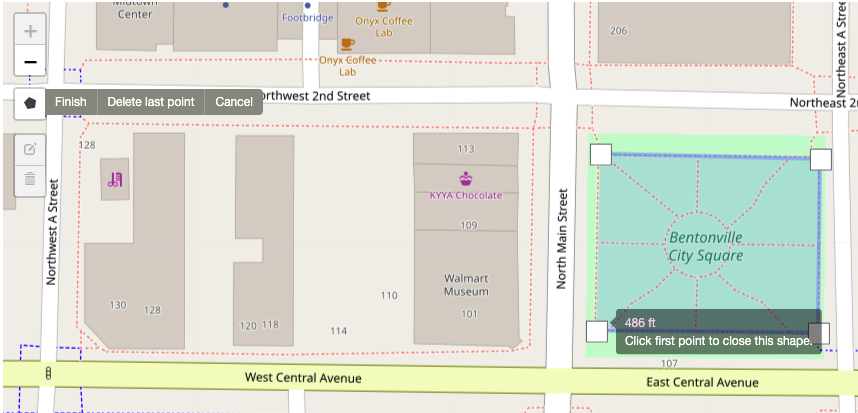 Midtown
Center
Footbridge
Onyx Coffee
Lab
Onyx Coffee
Lab
206
Northeast A Street
+
−
Finish
Delete last point
Cancel
orthwest 2nd Street
Northeast 2
128
113
KYYA Chocolate
109
Northwest A Street
North Main Street
Bentonville
City Square
Walmart
Museum
101
110
130
128
120
118
114
486 ft
Click first point to close this shape.
107
West Central Avenue
East Central Avenue